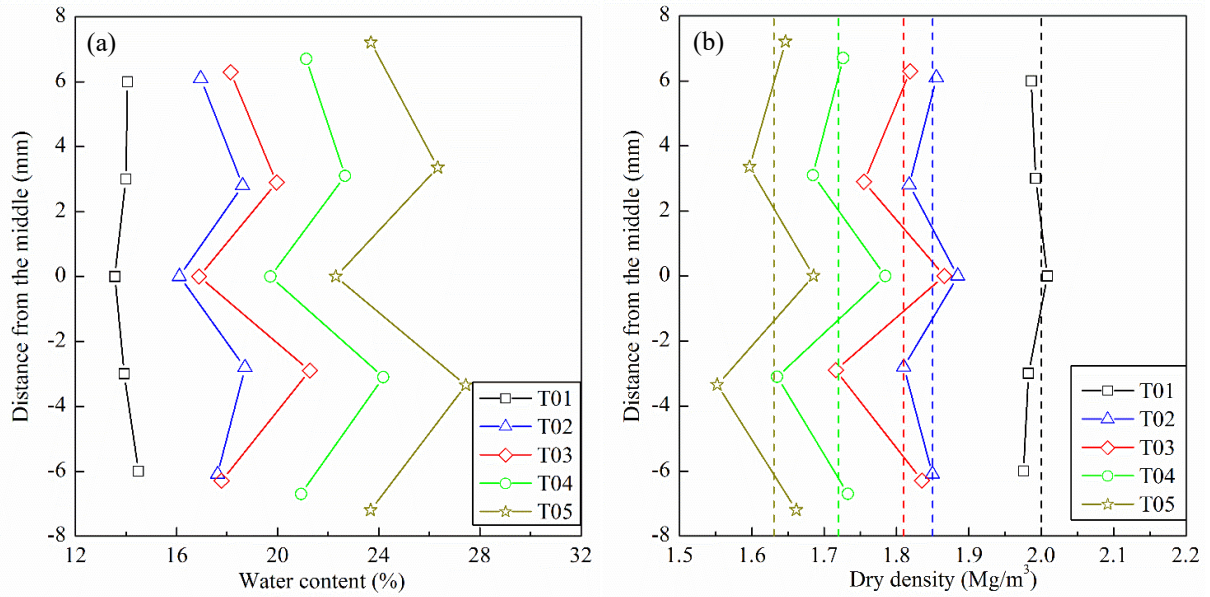 (a)
Distance from the middle (mm)
8
6
4
2
0
-2
-4
-6
-8
12 16 20 24 28 32
Water content (%)
T01
T02
T03
T04
T05
(b)
Distance from the middle (mm)
8
6
4
2
0
-2
-4
-6
-8
1.5 1.6 1.7 1.8 1.9 2.0 2.1 2.2
Dry density (Mg/m³)
T01
T02
T03
T04
T05